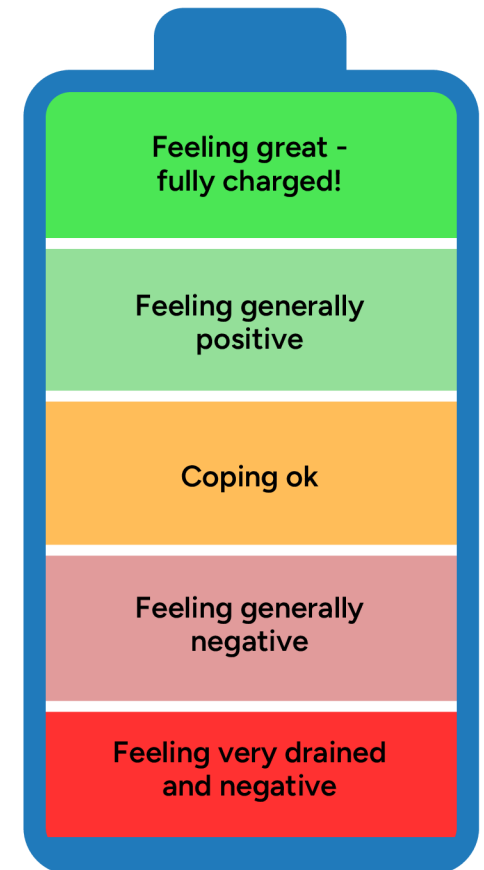 Feeling great -
fully charged!
Feeling generally
positive
Coping ok
Feeling generally
negative
Feeling very drained
and negative